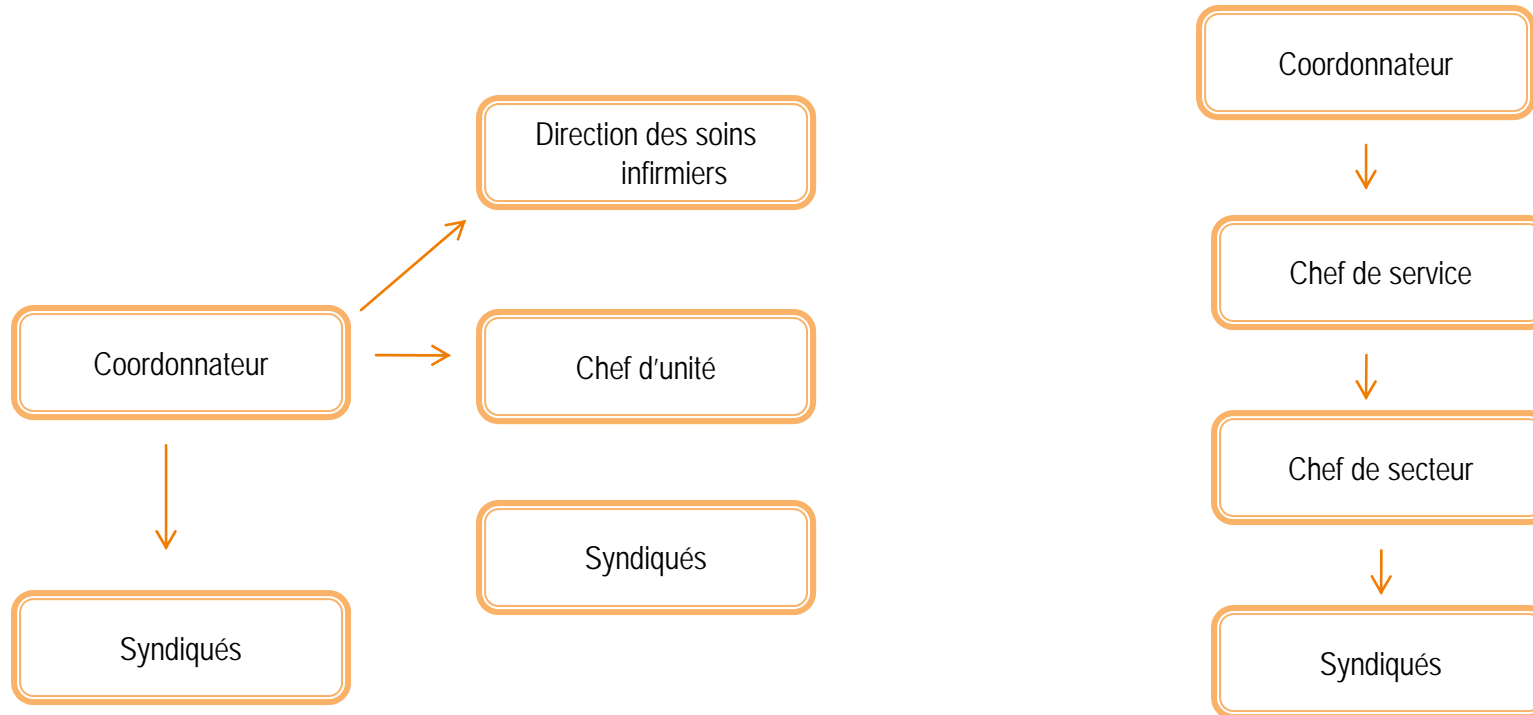 Coordonnateur
Direction des soins
infirmiers
Chef de service
Coordonnateur
Chef d'unité
Chef de secteur
Syndiqués
Syndiqués
Syndiqués